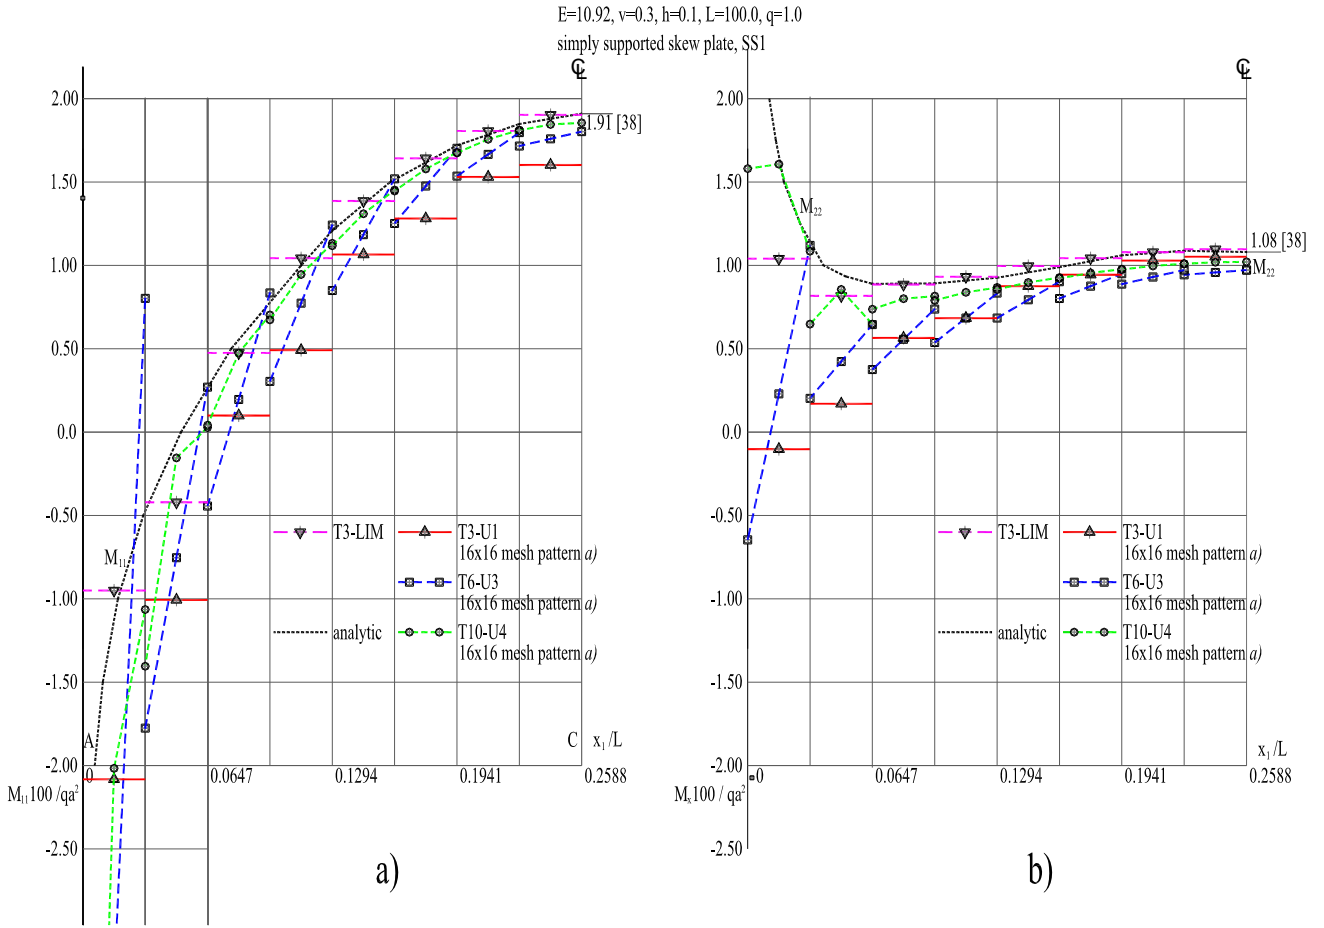 E=10.92, ν=0.3, h=0.1, L=100.0, q=1.0
simply supported skew plate, SS1
℄
2.00
1.91 [38]
1.50
1.00
0.50
0.0
-0.50
-1.00
-1.50
-2.00
-2.50
M₁₁
T3-LIM
T3-U1
16x16 mesh pattern a)
T6-U3
16x16 mesh pattern a)
analytic
T10-U4
16x16 mesh pattern a)
A
C
x₁/L
0
0.0647
0.1294
0.1941
0.2588
M₁₁100 /qa²
a)
℄
2.00
1.50
M₂₂
1.08 [38]
M₂₂
1.00
0.50
0.0
-0.50
-1.00
-1.50
-2.00
-2.50
T3-LIM
T3-U1
16x16 mesh pattern a)
T6-U3
16x16 mesh pattern a)
analytic
T10-U4
16x16 mesh pattern a)
x₁/L
0
0.0647
0.1294
0.1941
0.2588
Mₓ100 / qa²
b)